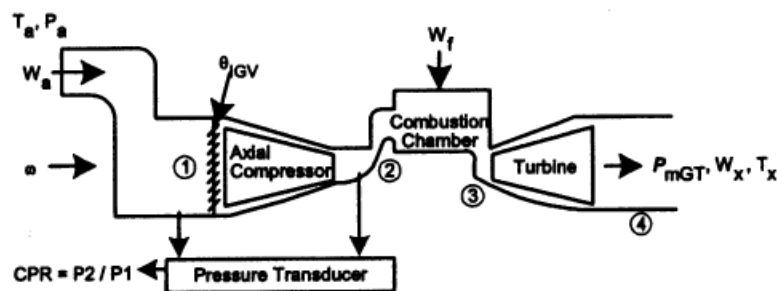 Ta, Pa
Wa
θIGV
Wf
∞
①
Axial Compressor
②
Combustion Chamber
③
Turbine
PmGT, Wx, Tx
④
CPR = P2 / P1
Pressure Transducer